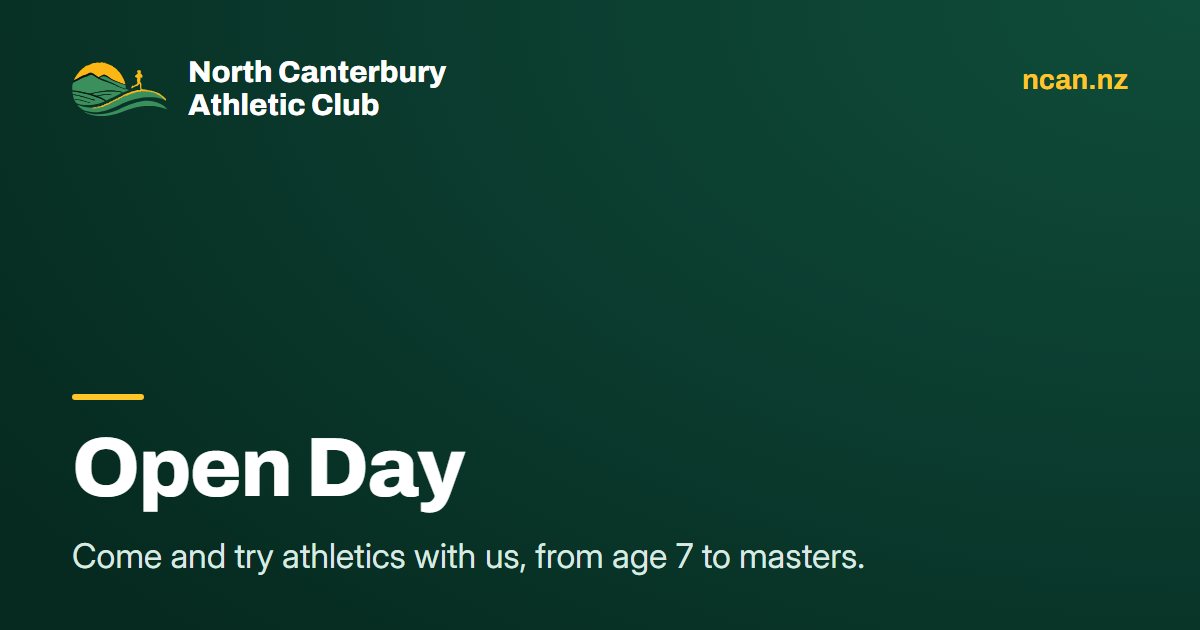 North Canterbury
Athletic Club
ncan.nz
Open Day
Come and try athletics with us, from age 7 to masters.